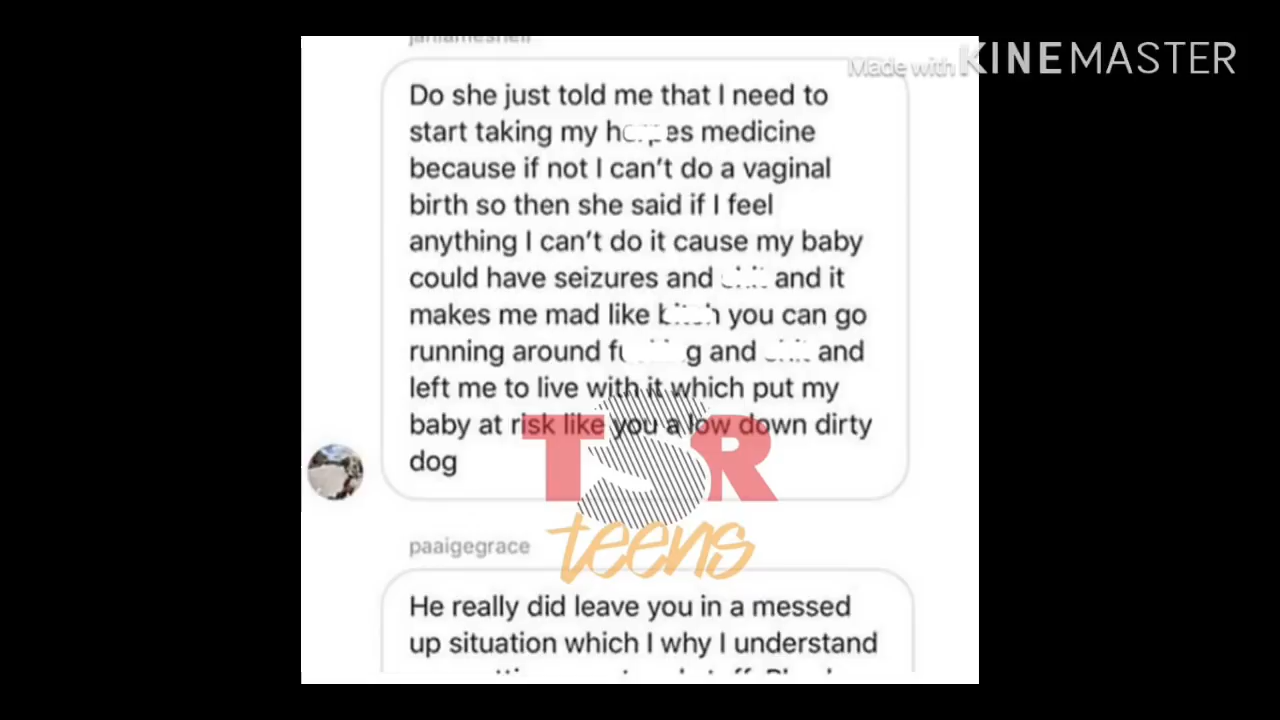 Made with KINEMASTER
Do she just told me that I need to
start taking my h es medicine
because if not I can't do a vaginal
birth so then she said if I feel
anything I can't do it cause my baby
could have seizures and and it
makes me mad like b h you can go
running around fu g and and
left me to live with it which put my
baby at risk like you a low down dirty
dog
TSR
teens
paaigegrace
He really did leave you in a messed
up situation which I why I understand